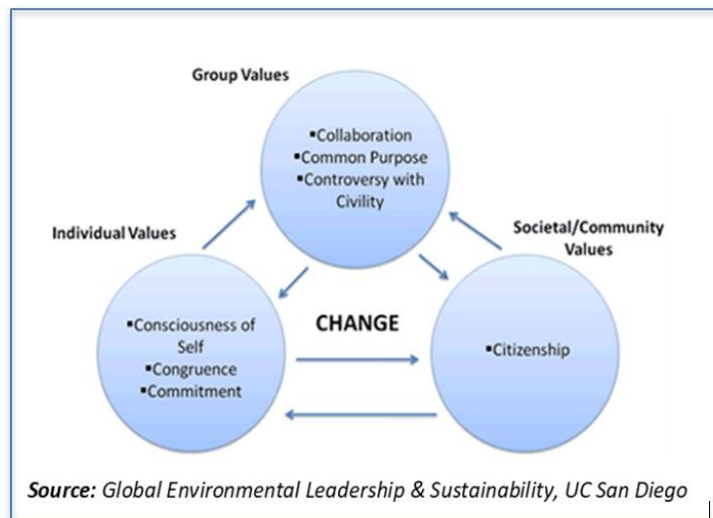 Group Values
▪Collaboration
▪Common Purpose
▪Controversy with
Civility
Individual Values
Societal/Community
Values
▪Consciousness of
Self
▪Congruence
▪Commitment
CHANGE
▪Citizenship
Source: Global Environmental Leadership & Sustainability, UC San Diego